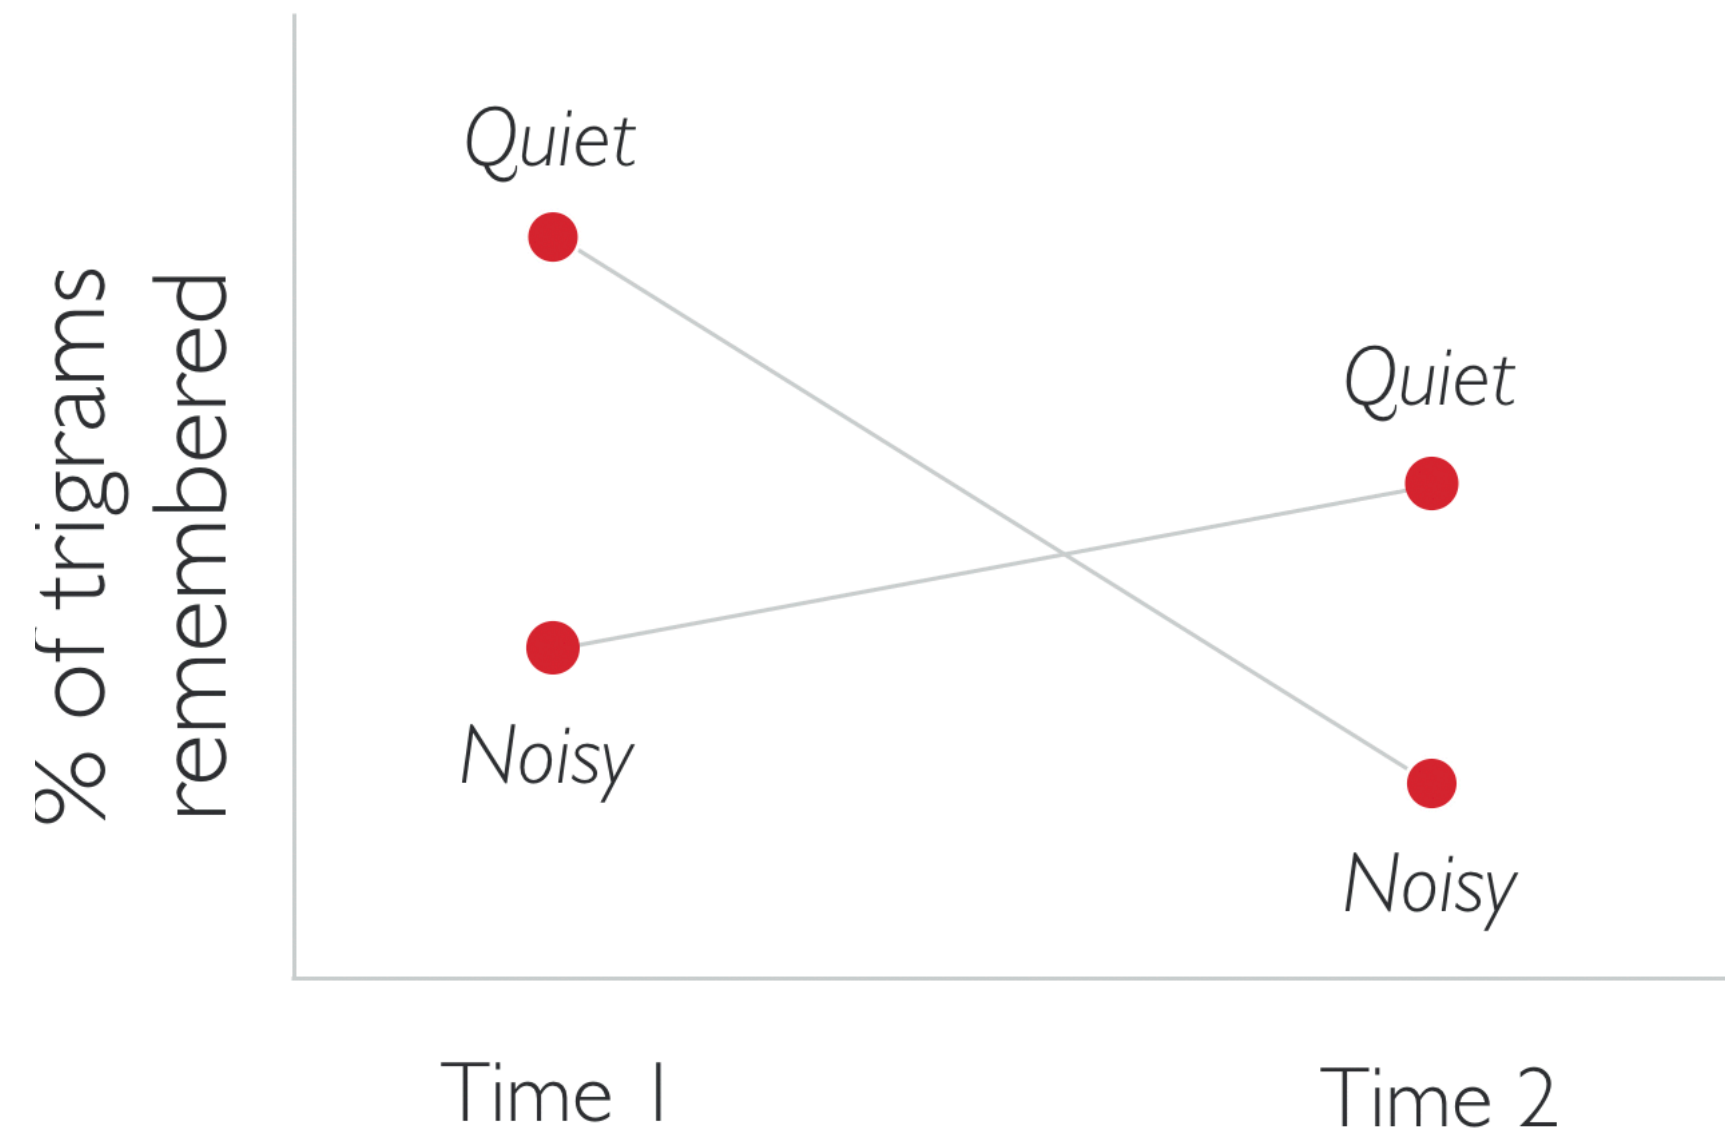 % of trigrams
remembered
Quiet
Quiet
Noisy
Noisy
Time 1
Time 2